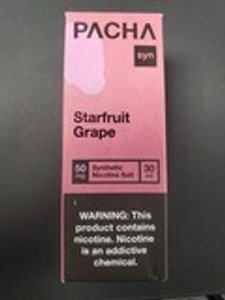 PACHA
syn
Starfruit
Grape
50 mg Synthetic Nicotine Salt 30 mL
WARNING: This
product contains
nicotine. Nicotine
is an addictive
chemical.